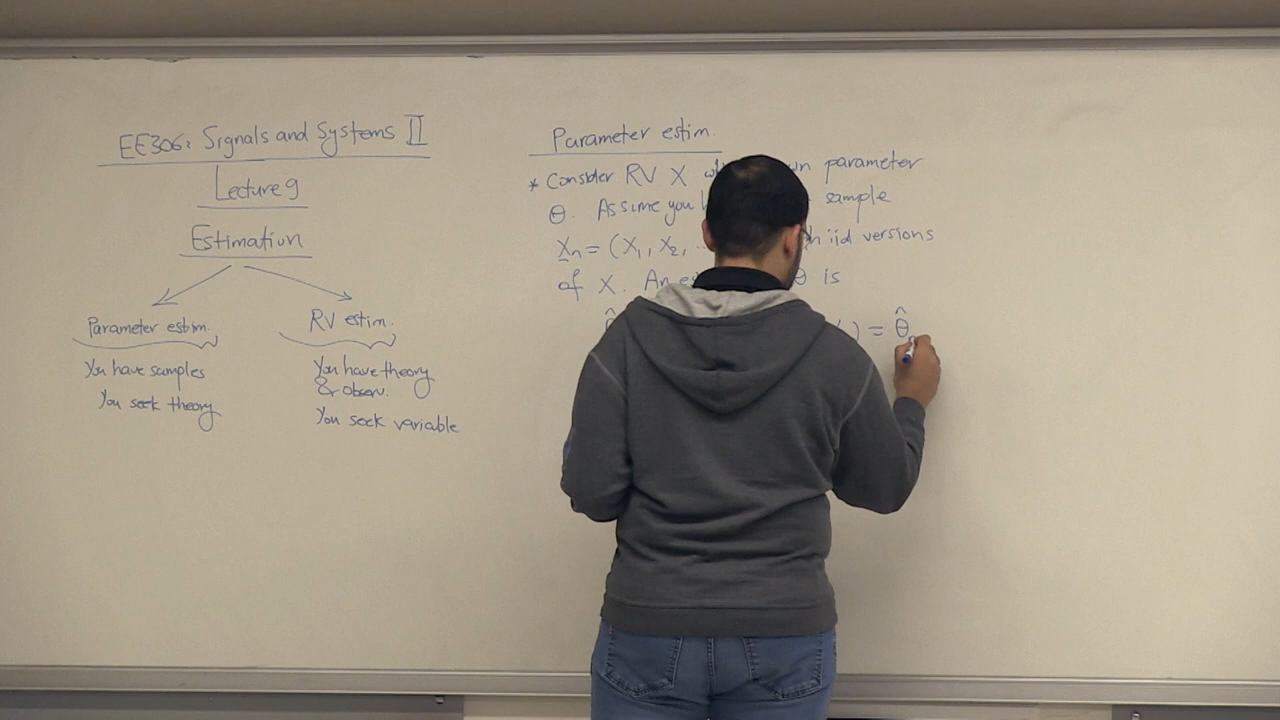 EE306: Signals and Systems II
Lecture 9
Estimation
Parameter estim.
You have samples
You seek theory
RV estim.
You have theory
& observ.
You seek variable
Parameter estim.
* Consider RV X parameter
θ. Assume you sample
X̲n = (X1, X2, iid versions
of X. An θ is
) = θ̂